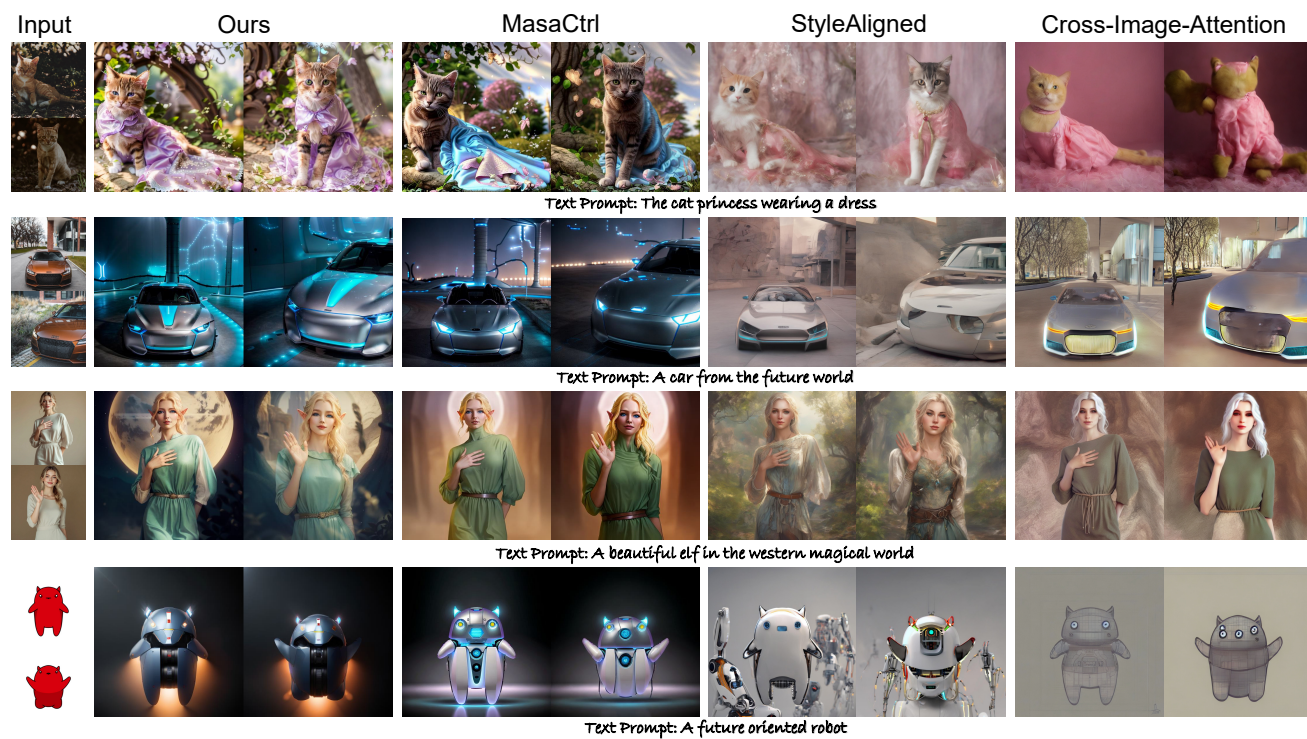 Input Ours MasaCtrl StyleAligned Cross-Image-Attention
Text Prompt: The cat princess wearing a dress
Text Prompt: A car from the future world
Text Prompt: A beautiful elf in the western magical world
Text Prompt: A future oriented robot